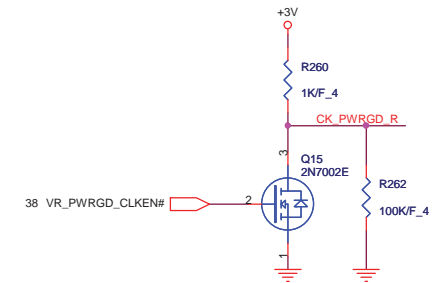 +3V
R260
1K/F_4
CK_PWRGD_R
3
Q15
2N7002E
R262
100K/F_4
38 VR_PWRGD_CLKEN#
2
1